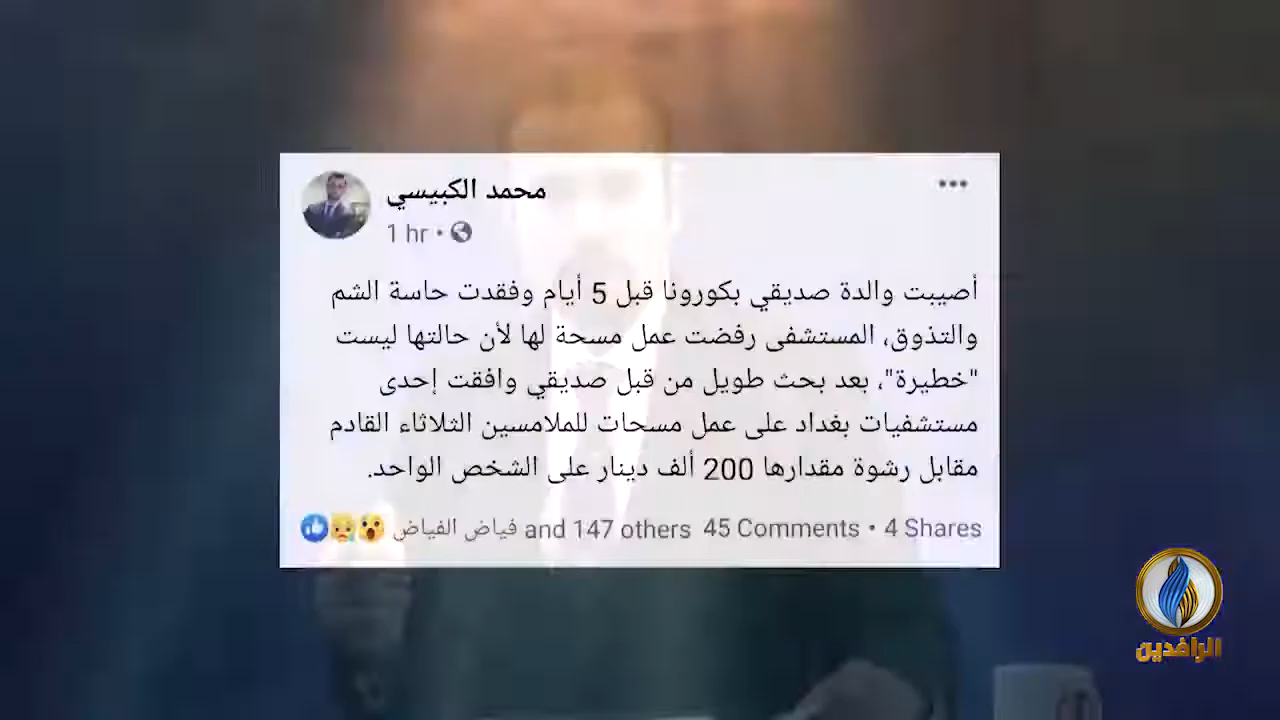 محمد الكبيسي
1 hr •
أصيبت والدة صديقي بكورونا قبل 5 أيام وفقدت حاسة الشم
والتذوق، المستشفى رفضت عمل مسحة لها لأن حالتها ليست
"خطيرة"، بعد بحث طويل من قبل صديقي وافقت إحدى
مستشفيات بغداد على عمل مسحات للملامسين الثلاثاء القادم
مقابل رشوة مقدارها 200 ألف دينار على الشخص الواحد.
فياض الفياض and 147 others 45 Comments • 4 Shares
الرافدين